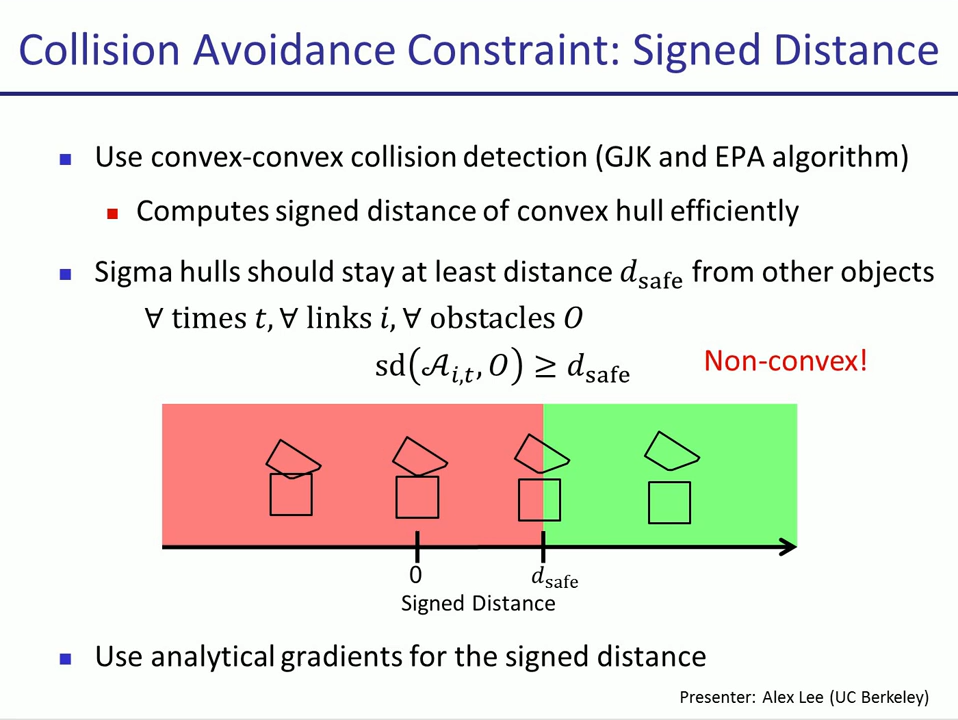 Collision Avoidance Constraint: Signed Distance
Use convex-convex collision detection (GJK and EPA algorithm)
Computes signed distance of convex hull efficiently
Sigma hulls should stay at least distance d_safe from other objects
∀ times t, ∀ links i, ∀ obstacles O
sd(𝒜_{i,t}, O) ≥ d_safe
Non-convex!
0
d_safe
Signed Distance
Use analytical gradients for the signed distance
Presenter: Alex Lee (UC Berkeley)